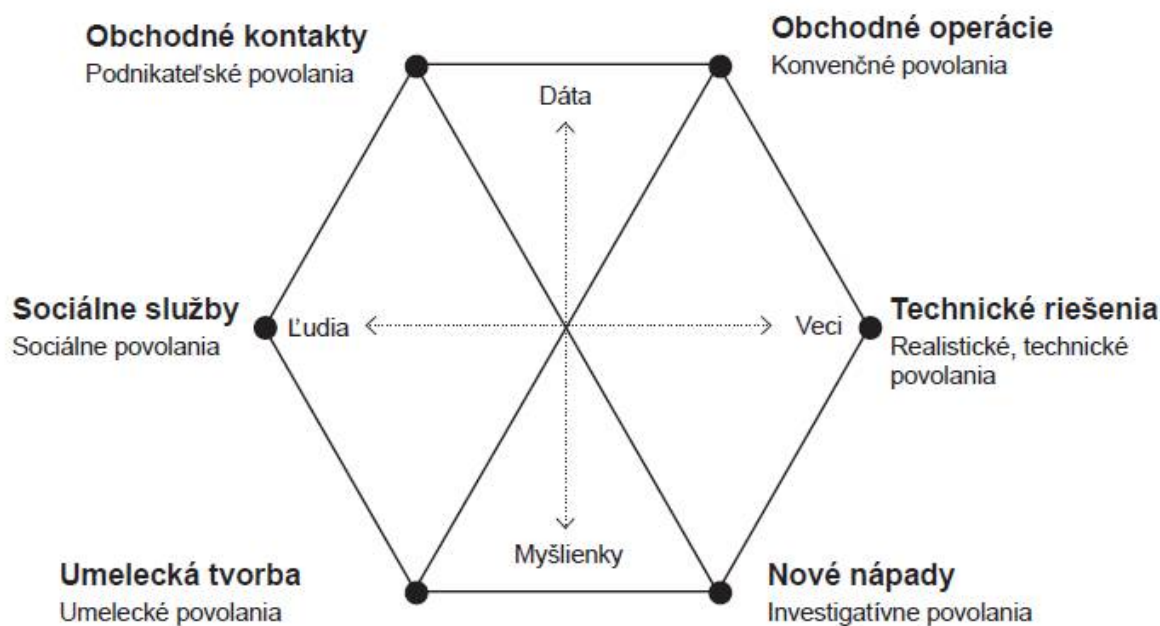 Obchodné kontakty
Podnikateľské povolania
Obchodné operácie
Konvenčné povolania
Dáta
Sociálne služby
Sociálne povolania
Ľudia
Veci
Technické riešenia
Realistické, technické
povolania
Myšlienky
Umelecká tvorba
Umelecké povolania
Nové nápady
Investigatívne povolania